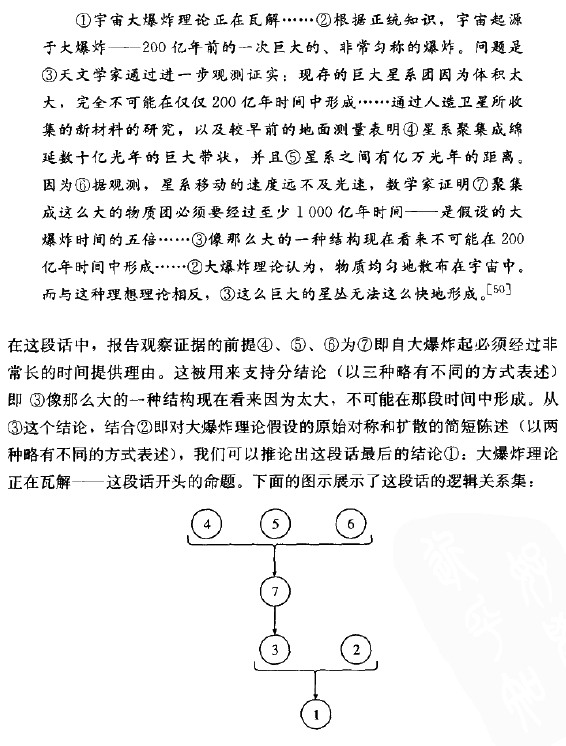 ①宇宙大爆炸理论正在瓦解……②根据正统知识，宇宙起源
于大爆炸——200 亿年前的一次巨大的、非常匀称的爆炸。问题是
③天文学家通过进一步观测证实：现存的巨大星系团因为体积太
大，完全不可能在仅仅 200 亿年时间中形成……通过人造卫星所收
集的新材料的研究，以及较早前的地面测量表明④星系聚集成绵
延数十亿光年的巨大带状，并且⑤星系之间有亿万光年的距离。
因为⑥据观测，星系移动的速度远不及光速，数学家证明⑦聚集
成这么大的物质团必须要经过至少 1 000 亿年时间——是假设的大
爆炸时间的五倍……③像那么大的一种结构现在看来不可能在 200
亿年时间中形成……②大爆炸理论认为，物质均匀地散布在宇宙中。
而与这种理想理论相反，③这么巨大的星丛无法这么快地形成。[50]
在这段话中，报告观察证据的前提④、⑤、⑥为⑦即自大爆炸起必须经过非
常长的时间提供理由。这被用来支持分结论（以三种略有不同的方式表述）
即 ③像那么大的一种结构现在看来因为太大，不可能在那段时间中形成。从
③这个结论，结合②即对大爆炸理论假设的原始对称和扩散的简短陈述（以两
种略有不同的方式表述），我们可以推论出这段话最后的结论①：大爆炸理论
正在瓦解——这段话开头的命题。下面的图示展示了这段话的逻辑关系集：
4 5 6
7
3 2
1